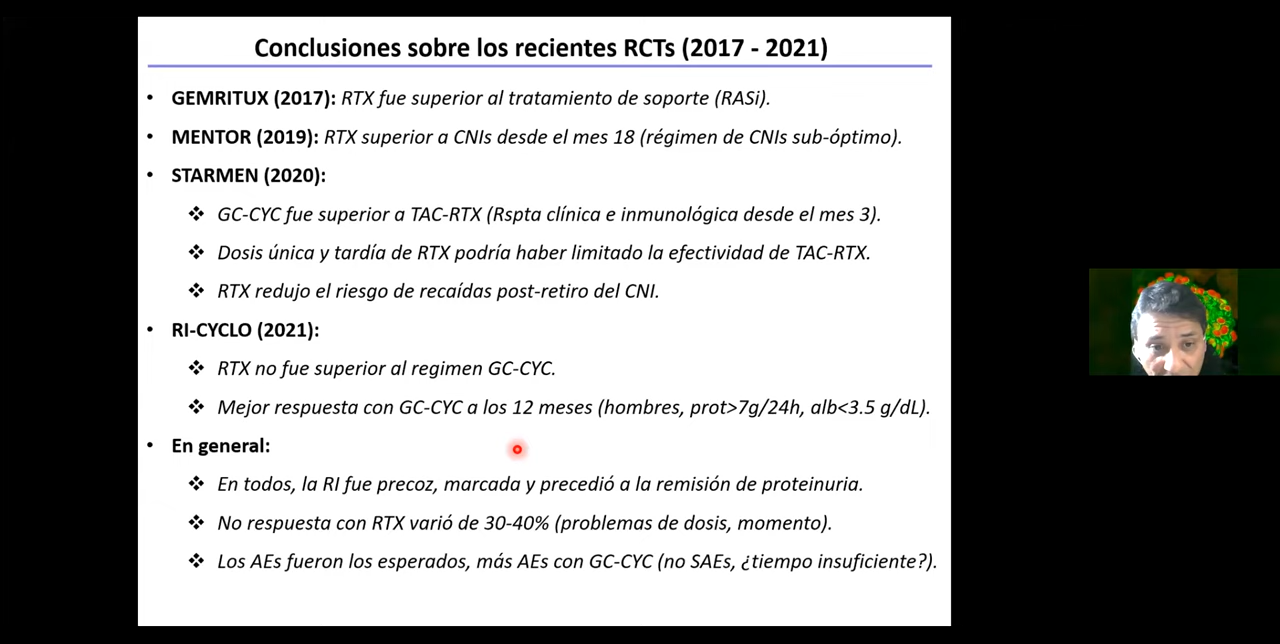 Conclusiones sobre los recientes RCTs (2017 - 2021)
• GEMRITUX (2017): RTX fue superior al tratamiento de soporte (RASi).
• MENTOR (2019): RTX superior a CNIs desde el mes 18 (régimen de CNIs sub-óptimo).
• STARMEN (2020):
❖ GC-CYC fue superior a TAC-RTX (Rspta clínica e inmunológica desde el mes 3).
❖ Dosis única y tardía de RTX podría haber limitado la efectividad de TAC-RTX.
❖ RTX redujo el riesgo de recaídas post-retiro del CNI.
• RI-CYCLO (2021):
❖ RTX no fue superior al regimen GC-CYC.
❖ Mejor respuesta con GC-CYC a los 12 meses (hombres, prot>7g/24h, alb<3.5 g/dL).
• En general:
❖ En todos, la RI fue precoz, marcada y precedió a la remisión de proteinuria.
❖ No respuesta con RTX varió de 30-40% (problemas de dosis, momento).
❖ Los AEs fueron los esperados, más AEs con GC-CYC (no SAEs, ¿tiempo insuficiente?).